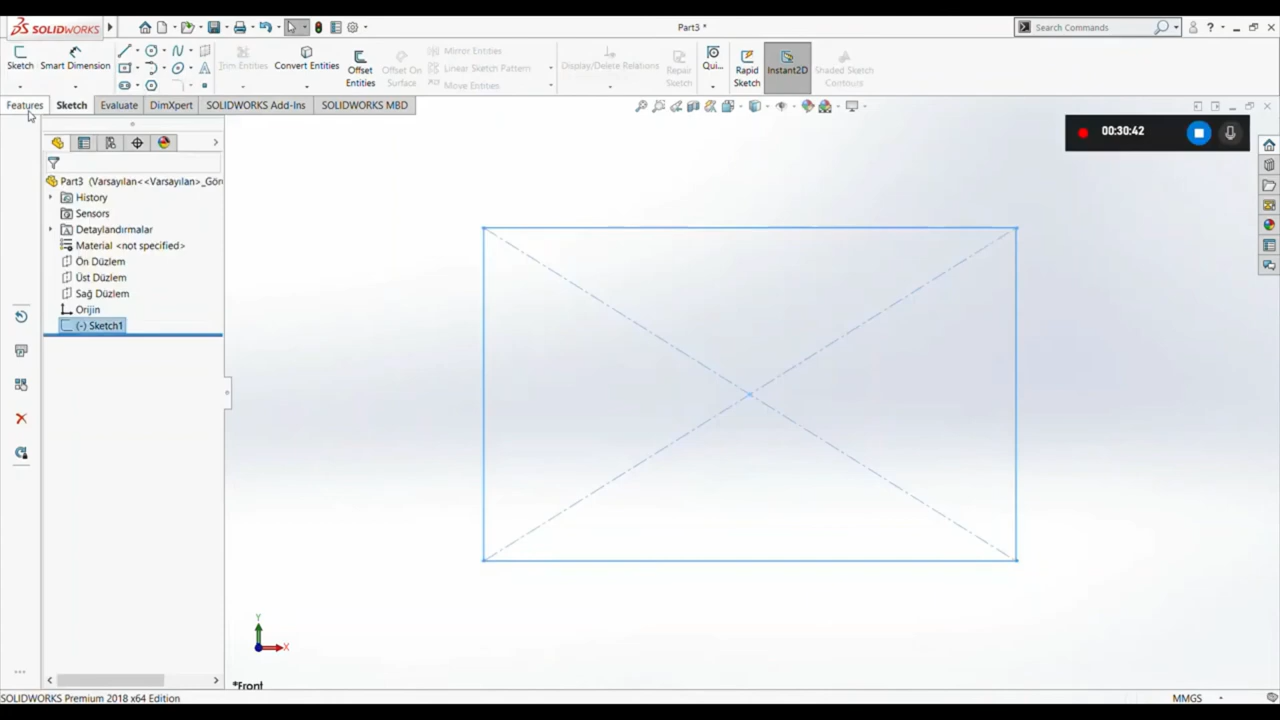 SOLIDWORKS
Part3 *
Search Commands
Sketch
Smart Dimension
Trim Entities
Convert Entities
Offset Entities
Offset On Surface
Mirror Entities
Linear Sketch Pattern
Move Entities
Display/Delete Relations
Repair Sketch
Qui...
Rapid Sketch
Instant2D
Shaded Sketch Contours
Features
Sketch
Evaluate
DimXpert
SOLIDWORKS Add-Ins
SOLIDWORKS MBD
00:30:42
Part3 (Varsayılan<<Varsayılan>_Görü
History
Sensors
Detaylandırmalar
Material <not specified>
Ön Düzlem
Üst Düzlem
Sağ Düzlem
Orijin
(-) Sketch1
Y
X
*Front
SOLIDWORKS Premium 2018 x64 Edition
MMGS